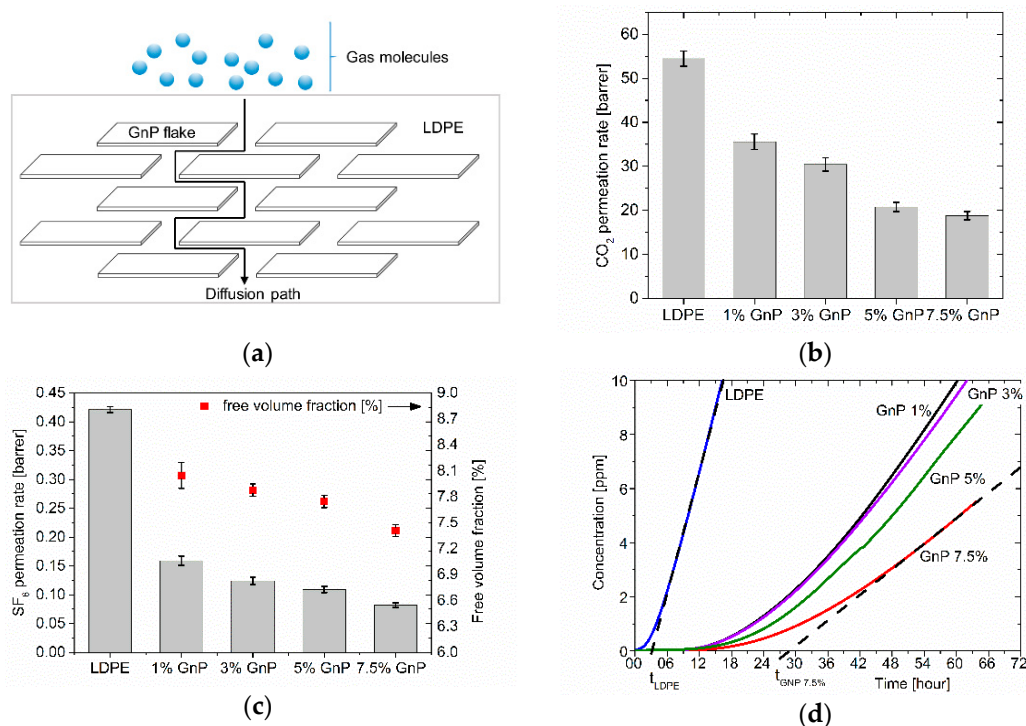 Gas molecules
GnP flake
LDPE
Diffusion path
(a)
CO2 permeation rate [barrer]
60
50
40
30
20
10
0
LDPE 1% GnP 3% GnP 5% GnP 7.5% GnP
(b)
SF6 permeation rate [barrer]
0.45
0.40
0.35
0.30
0.25
0.20
0.15
0.10
0.05
0.00
free volume fraction [%]
9.0
8.7
8.4
8.1
7.8
7.5
7.2
6.9
6.6
6.3
6.0
Free volume fraction [%]
LDPE 1% GnP 3% GnP 5% GnP 7.5% GnP
(c)
Concentration [ppm]
10
8
6
4
2
0
LDPE
GnP 1%
GnP 3%
GnP 5%
GnP 7.5%
00 06 12 18 24 30 36 42 48 54 60 66 72
tLDPE
tGNP 7.5%
Time [hour]
(d)